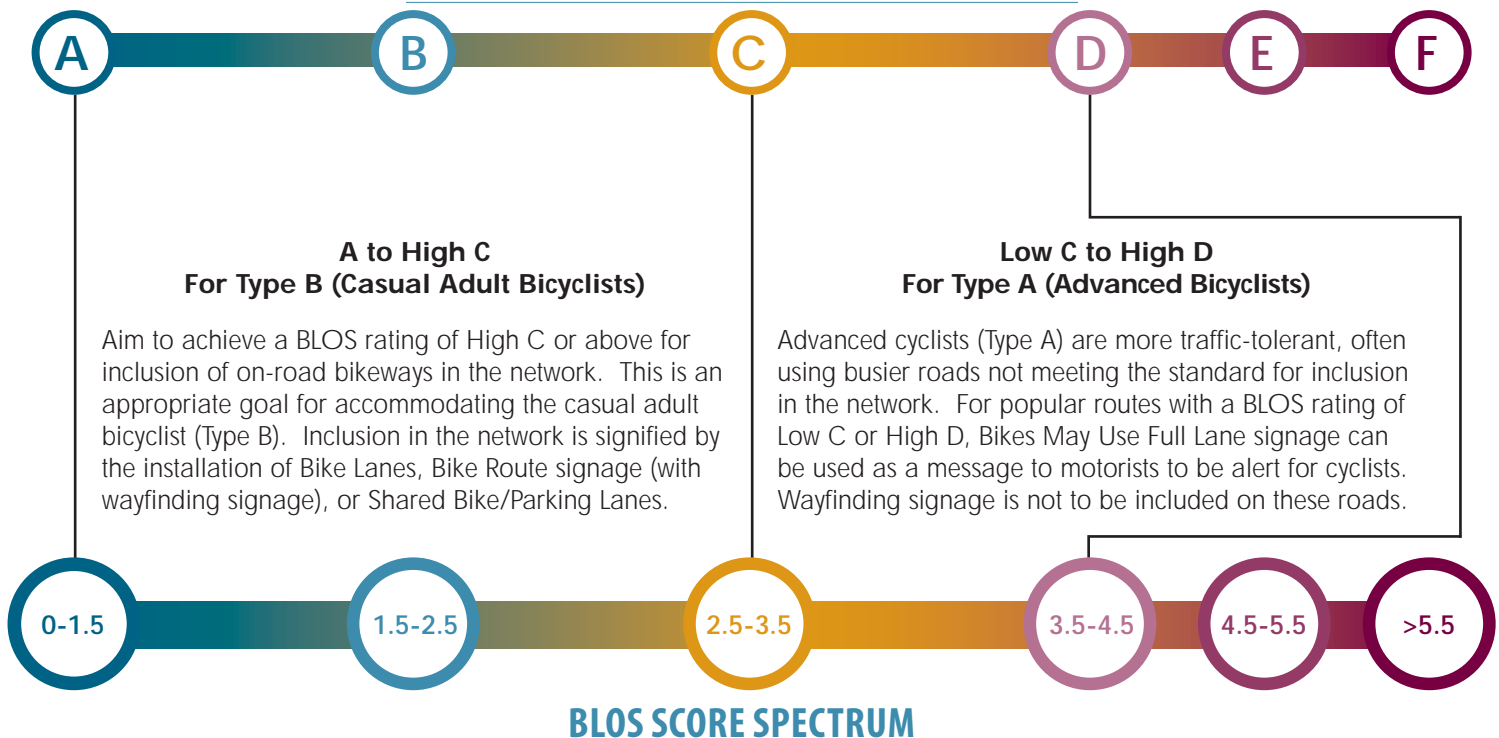 A B C D E F
A to High C
For Type B (Casual Adult Bicyclists)
Aim to achieve a BLOS rating of High C or above for
inclusion of on-road bikeways in the network. This is an
appropriate goal for accommodating the casual adult
bicyclist (Type B). Inclusion in the network is signified by
the installation of Bike Lanes, Bike Route signage (with
wayfinding signage), or Shared Bike/Parking Lanes.
Low C to High D
For Type A (Advanced Bicyclists)
Advanced cyclists (Type A) are more traffic-tolerant, often
using busier roads not meeting the standard for inclusion
in the network. For popular routes with a BLOS rating of
Low C or High D, Bikes May Use Full Lane signage can
be used as a message to motorists to be alert for cyclists.
Wayfinding signage is not to be included on these roads.
0-1.5 1.5-2.5 2.5-3.5 3.5-4.5 4.5-5.5 >5.5
BLOS SCORE SPECTRUM